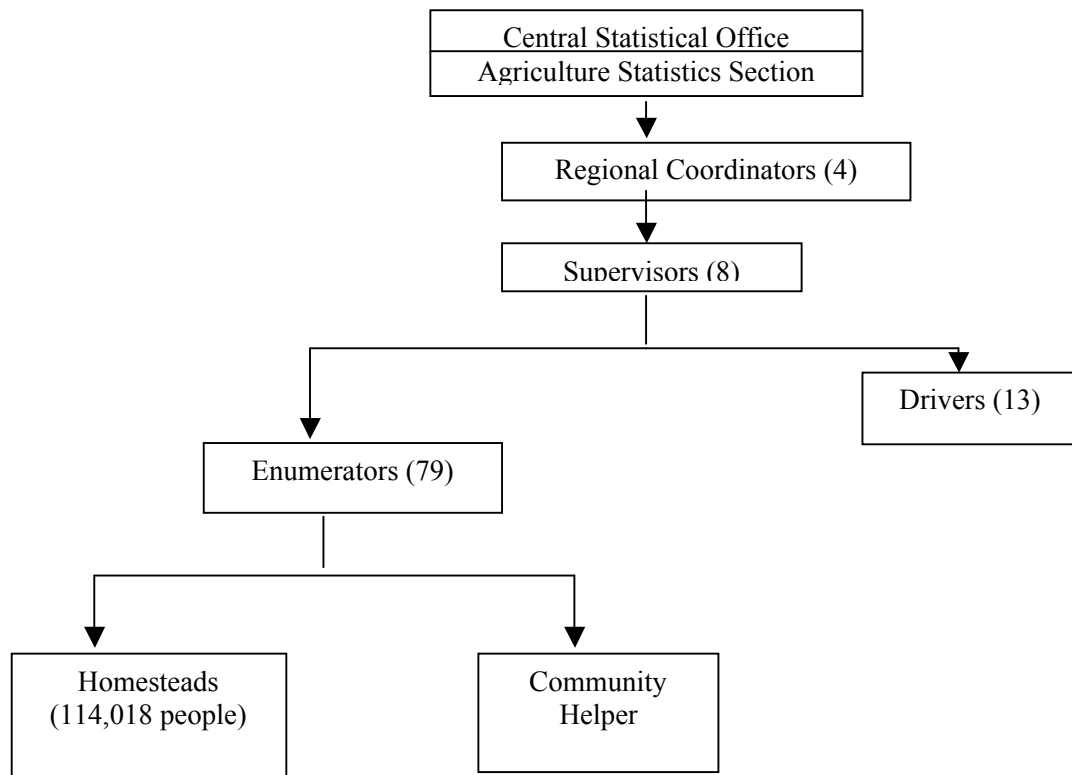 Central Statistical Office
Agriculture Statistics Section
Regional Coordinators (4)
Supervisors (8)
Drivers (13)
Enumerators (79)
Homesteads
(114,018 people)
Community
Helper